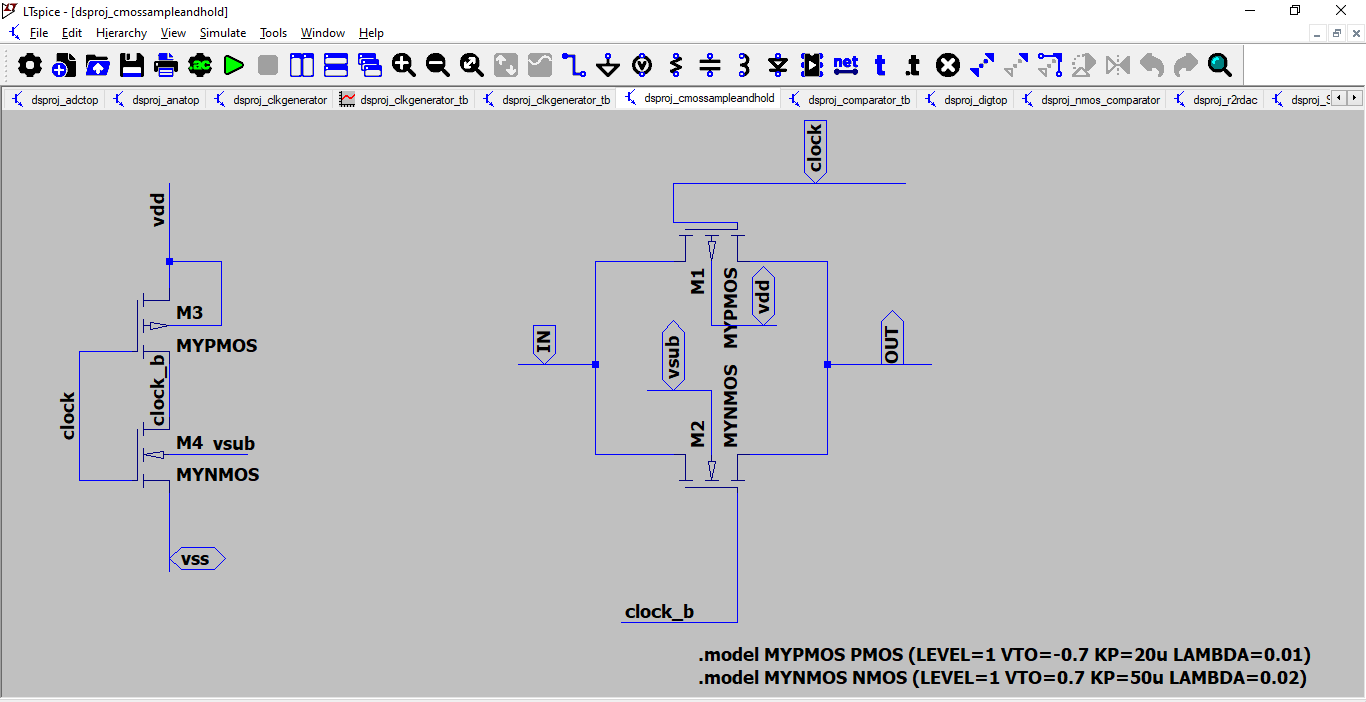 LTspice - [dsproj_cmossampleandhold]
File Edit Hierarchy View Simulate Tools Window Help
.ac
net t .t
dsproj_adctop dsproj_anatop dsproj_clkgenerator dsproj_clkgenerator_tb dsproj_clkgenerator_tb dsproj_cmossampleandhold dsproj_comparator_tb dsproj_digtop dsproj_nmos_comparator dsproj_r2rdac
clock
vdd
M1
MYPMOS
vdd
M3
MYPMOS
IN
vsub
OUT
clock_b
clock
M2
MYNMOS
M4 vsub
MYNMOS
vss
clock_b
.model MYPMOS PMOS (LEVEL=1 VTO=-0.7 KP=20u LAMBDA=0.01)
.model MYNMOS NMOS (LEVEL=1 VTO=0.7 KP=50u LAMBDA=0.02)